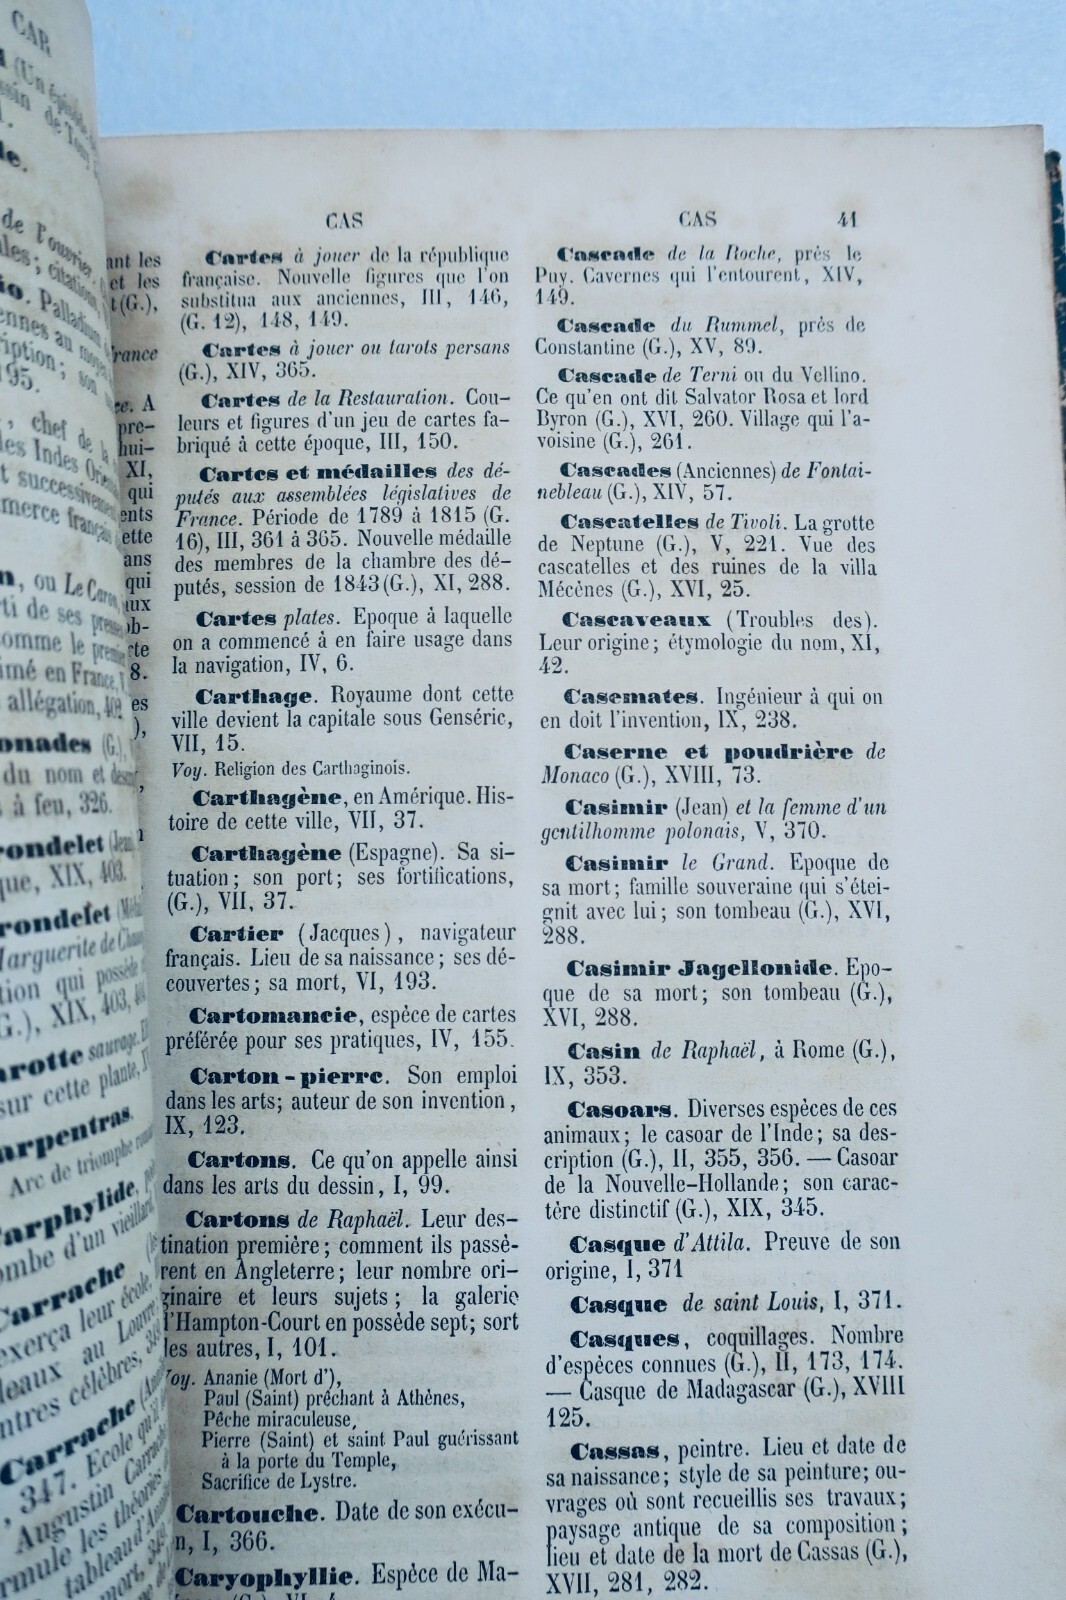 CAR
CAS
CAS 41
Cartes à jouer de la république
française. Nouvelle figures que l'on
substitua aux anciennes, III, 146,
(G. 12), 148, 149.
Cartes à jouer ou tarots persans
(G.), XIV, 365.
Cartes de la Restauration. Cou-
leurs et figures d'un jeu de cartes fa-
briqué à cette époque, III, 150.
Cartes et médailles des dé-
putés aux assemblées législatives de
France. Période de 1789 à 1815 (G.
16), III, 361 à 365. Nouvelle médaille
des membres de la chambre des dé-
putés, session de 1843 (G.), XI, 288.
Cartes plates. Epoque à laquelle
on a commencé à en faire usage dans
la navigation, IV, 6.
Carthage. Royaume dont cette
ville devient la capitale sous Genséric,
VII, 15.
Voy. Religion des Carthaginois.
Carthagène, en Amérique. His-
toire de cette ville, VII, 37.
Carthagène (Espagne). Sa si-
tuation; son port; ses fortifications,
(G.), VII, 37.
Cartier (Jacques), navigateur
français. Lieu de sa naissance; ses dé-
couvertes; sa mort, VI, 193.
Cartomancie, espèce de cartes
préférée pour ses pratiques, IV, 155.
Carton-pierre. Son emploi
dans les arts; auteur de son invention,
IX, 123.
Cartons. Ce qu'on appelle ainsi
dans les arts du dessin, I, 99.
Cartons de Raphaël. Leur des-
tination première; comment ils passè-
rent en Angleterre; leur nombre ori-
ginaire et leurs sujets; la galerie
l'Hampton-Court en possède sept; sort
les autres, I, 101.
Voy. Ananie (Mort d'),
Paul (Saint) prêchant à Athènes,
Pêche miraculeuse,
Pierre (Saint) et saint Paul guérissant
à la porte du Temple,
Sacrifice de Lystre.
Cartouche. Date de son exécu-
n, I, 366.
Caryophyllie. Espèce de Ma-
Cascade de la Roche, près le
Puy. Cavernes qui l'entourent, XIV,
149.
Cascade du Rummel, près de
Constantine (G.), XV, 89.
Cascade de Terni ou du Vellino.
Ce qu'en ont dit Salvator Rosa et lord
Byron (G.), XVI, 260. Village qui l'a-
voisine (G.), 261.
Cascades (Anciennes) de Fontai-
nebleau (G.), XIV, 57.
Cascatelles de Tivoli. La grotte
de Neptune (G.), V, 221. Vue des
cascatelles et des ruines de la villa
Mécènes (G.), XVI, 25.
Cascaveaux (Troubles des).
Leur origine; étymologie du nom, XI,
42.
Casemates. Ingénieur à qui on
en doit l'invention, IX, 238.
Caserne et poudrière de
Monaco (G.), XVIII, 73.
Casimir (Jean) et la femme d'un
gentilhomme polonais, V, 370.
Casimir le Grand. Epoque de
sa mort; famille souveraine qui s'étei-
gnit avec lui; son tombeau (G.), XVI,
288.
Casimir Jagellonide. Epo-
que de sa mort; son tombeau (G.),
XVI, 288.
Casin de Raphaël, à Rome (G.),
IX, 353.
Casoars. Diverses espèces de ces
animaux; le casoar de l'Inde; sa des-
cription (G.), II, 355, 356. — Casoar
de la Nouvelle-Hollande; son carac-
tère distinctif (G.), XIX, 345.
Casque d'Attila. Preuve de son
origine, I, 371
Casque de saint Louis, I, 371.
Casques, coquillages. Nombre
d'espèces connues (G.), II, 173, 174.
— Casque de Madagascar (G.), XVIII
125.
Cassas, peintre. Lieu et date de
sa naissance; style de sa peinture; ou-
vrages où sont recueillis ses travaux;
paysage antique de sa composition;
lieu et date de la mort de Cassas (G.),
XVII, 281, 282.